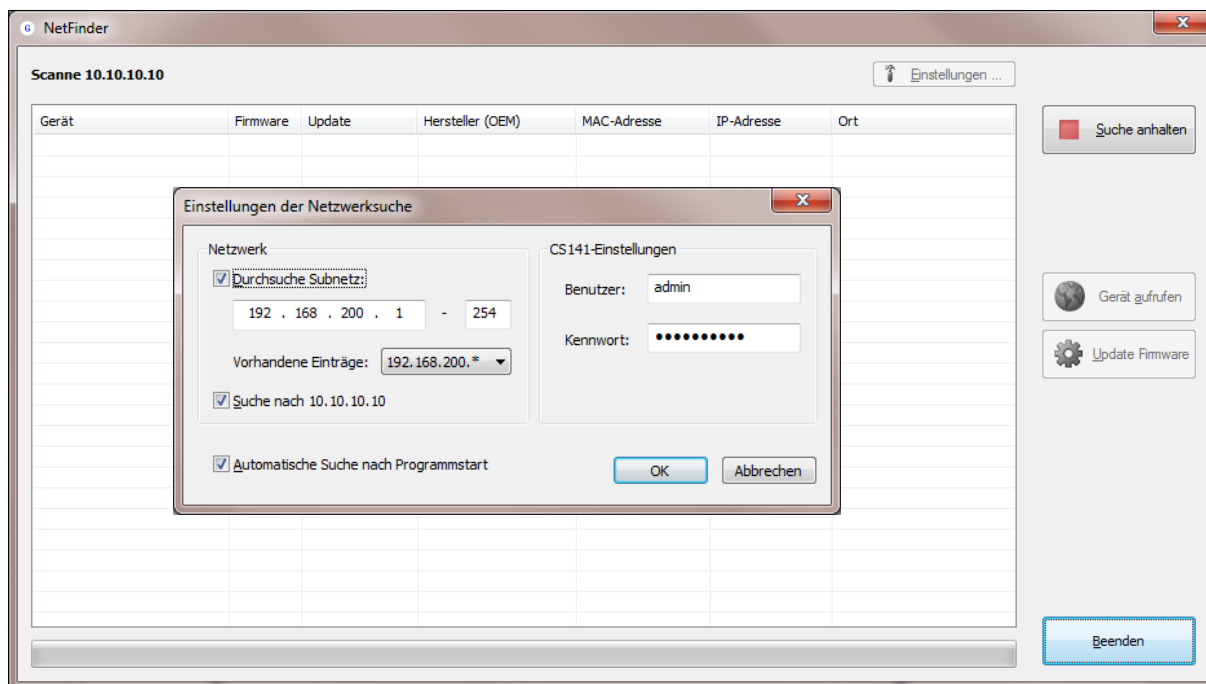 NetFinder
Scanne 10.10.10.10
Einstellungen ...
Gerät Firmware Update Hersteller (OEM) MAC-Adresse IP-Adresse Ort
Suche anhalten
Einstellungen der Netzwerksuche
Netzwerk
Durchsuche Subnetz:
192 . 168 . 200 . 1 - 254
Vorhandene Einträge: 192.168.200.*
Suche nach 10.10.10.10
CS141-Einstellungen
Benutzer: admin
Kennwort: ●●●●●●●●●●
Automatische Suche nach Programmstart
OK
Abbrechen
Gerät aufrufen
Update Firmware
Beenden